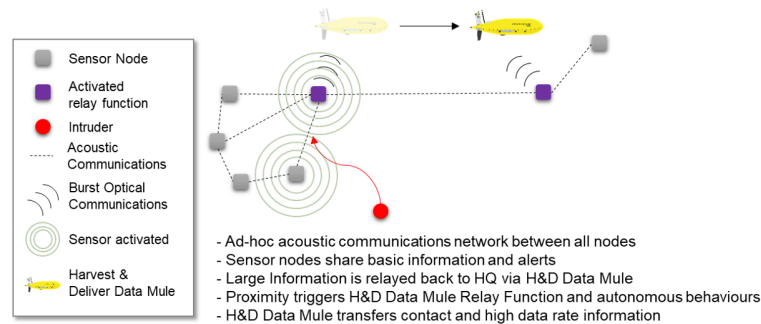 Sensor Node
Activated
relay function
Intruder
Acoustic
Communications
Burst Optical
Communications
Sensor activated
Harvest &
Deliver Data Mule
- Ad-hoc acoustic communications network between all nodes
- Sensor nodes share basic information and alerts
- Large Information is relayed back to HQ via H&D Data Mule
- Proximity triggers H&D Data Mule Relay Function and autonomous behaviours
- H&D Data Mule transfers contact and high data rate information